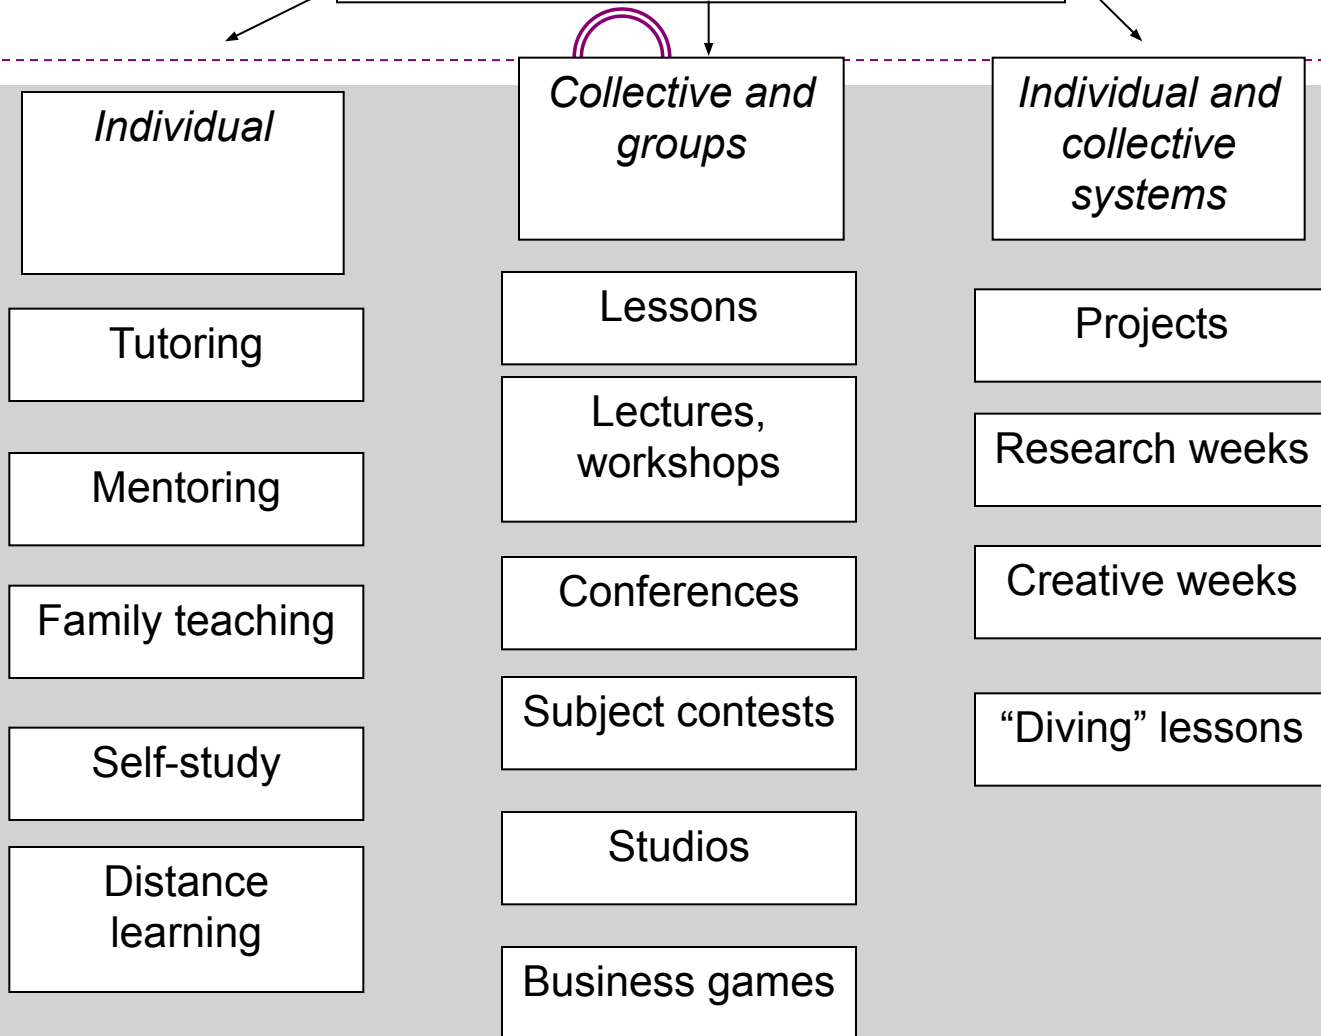 Individual
Tutoring
Mentoring
Family teaching
Self-study
Distance
learning
Collective and
groups
Lessons
Lectures,
workshops
Conferences
Subject contests
Studios
Business games
Individual and
collective
systems
Projects
Research weeks
Creative weeks
“Diving” lessons